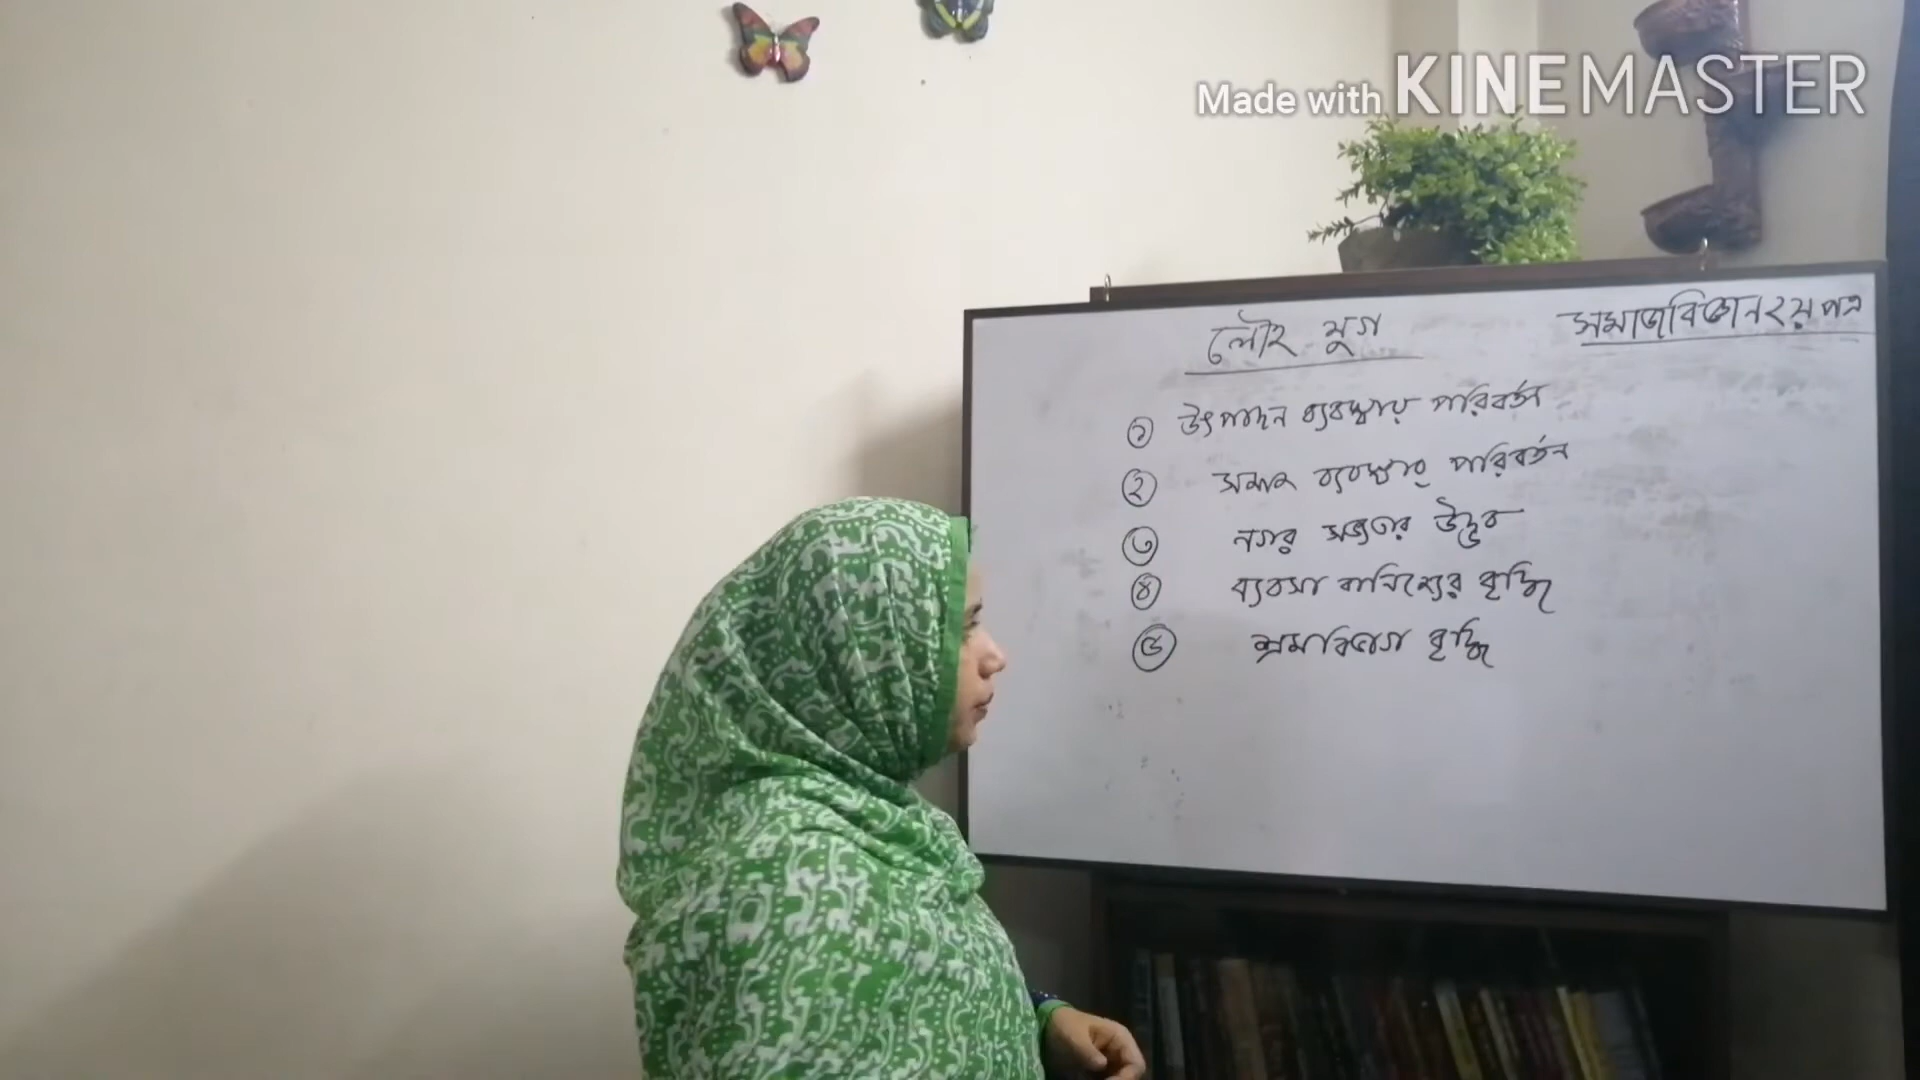 Made with KINEMASTER
লৌহ যুগ
সমাজবিজ্ঞান ২য় পত্র
১ উৎপাদন ব্যবস্থায় পরিবর্তন
২ সমাজ ব্যবস্থার পরিবর্তন
৩ নগর সভ্যতার উদ্ভব
৪ ব্যবসা বানিজ্যের বৃদ্ধি
৫ শ্রমবিভাগ বৃদ্ধি